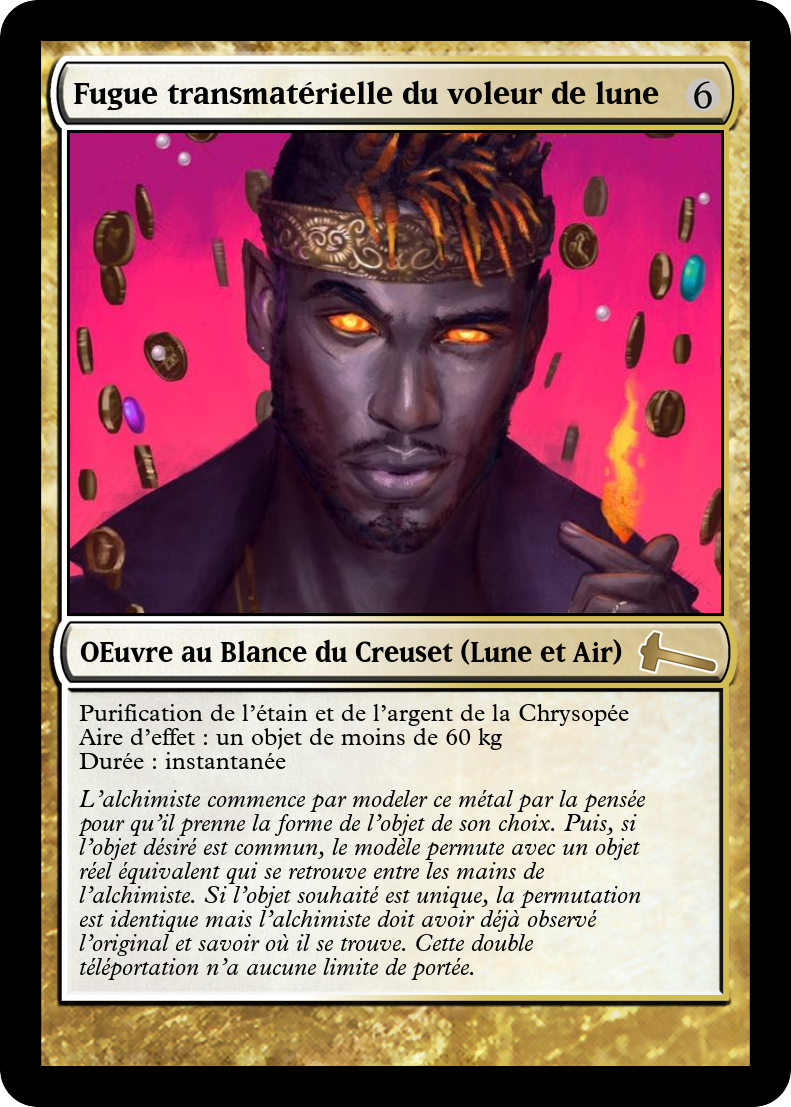 Fugue transmatérielle du voleur de lune 6
OEuvre au Blance du Creuset (Lune et Air)
Purification de l'étain et de l'argent de la Chrysopée
Aire d'effet : un objet de moins de 60 kg
Durée : instantanée
L'alchimiste commence par modeler ce métal par la pensée
pour qu'il prenne la forme de l'objet de son choix. Puis, si
l'objet désiré est commun, le modèle permute avec un objet
réel équivalent qui se retrouve entre les mains de
l'alchimiste. Si l'objet souhaité est unique, la permutation
est identique mais l'alchimiste doit avoir déjà observé
l'original et savoir où il se trouve. Cette double
téléportation n'a aucune limite de portée.